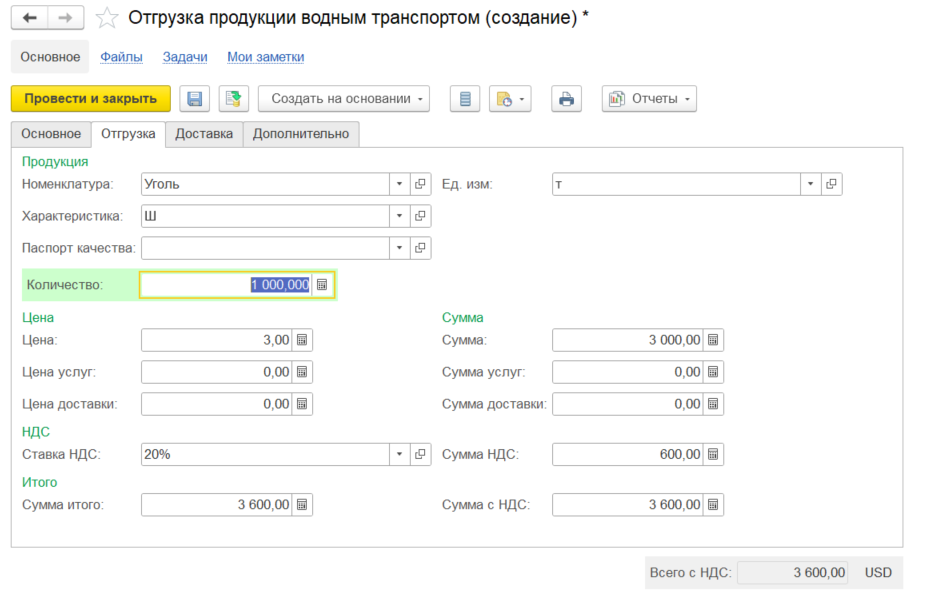 Отгрузка продукции водным транспортом (создание) *
Основное Файлы Задачи Мои заметки
Провести и закрыть Создать на основании Отчеты
Основное Отгрузка Доставка Дополнительно
Продукция
Номенклатура: Уголь Ед. изм: т
Характеристика: Ш
Паспорт качества:
Количество: 1 000,000
Цена Сумма
Цена: 3,00 Сумма: 3 000,00
Цена услуг: 0,00 Сумма услуг: 0,00
Цена доставки: 0,00 Сумма доставки: 0,00
НДС
Ставка НДС: 20% Сумма НДС: 600,00
Итого
Сумма итого: 3 600,00 Сумма с НДС: 3 600,00
Всего с НДС: 3 600,00 USD